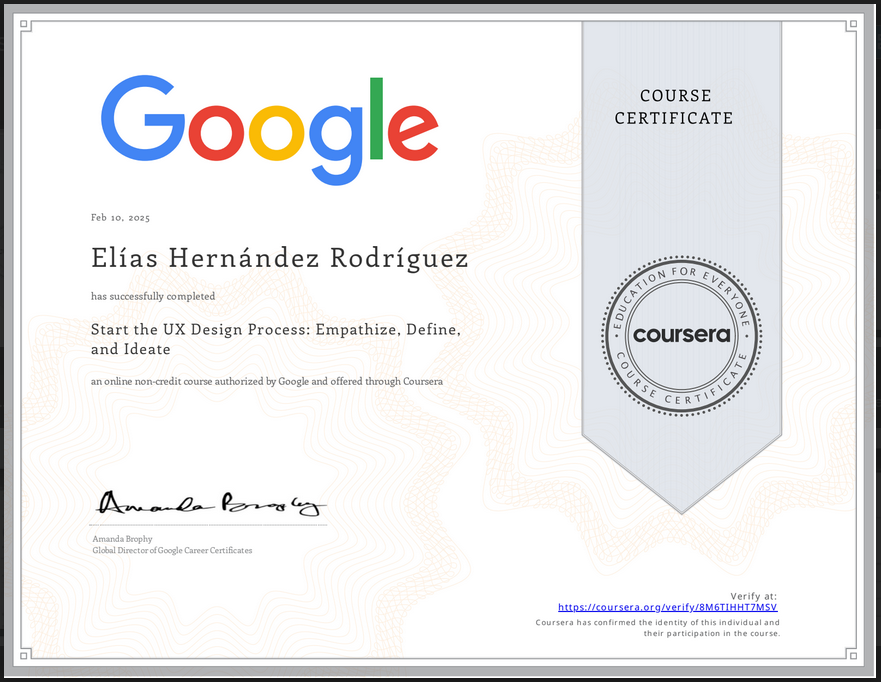 Google
COURSE
CERTIFICATE
Feb 10, 2025
Elías Hernández Rodríguez
has successfully completed
Start the UX Design Process: Empathize, Define,
and Ideate
an online non-credit course authorized by Google and offered through Coursera
EDUCATION FOR EVERYONE
coursera
COURSE CERTIFICATE
Amanda Brophy
Amanda Brophy
Global Director of Google Career Certificates
Verify at:
https://coursera.org/verify/8M6TIHHT7MSV
Coursera has confirmed the identity of this individual and
their participation in the course.